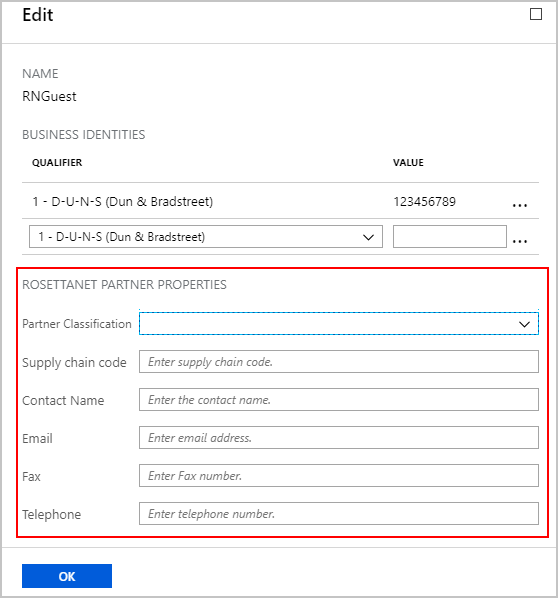 Edit
NAME
RNGuest
BUSINESS IDENTITIES
QUALIFIER VALUE
1 - D-U-N-S (Dun & Bradstreet) 123456789 ...
1 - D-U-N-S (Dun & Bradstreet) ...
ROSETTANET PARTNER PROPERTIES
Partner Classification
Supply chain code Enter supply chain code.
Contact Name Enter the contact name.
Email Enter email address.
Fax Enter Fax number.
Telephone Enter telephone number.
OK